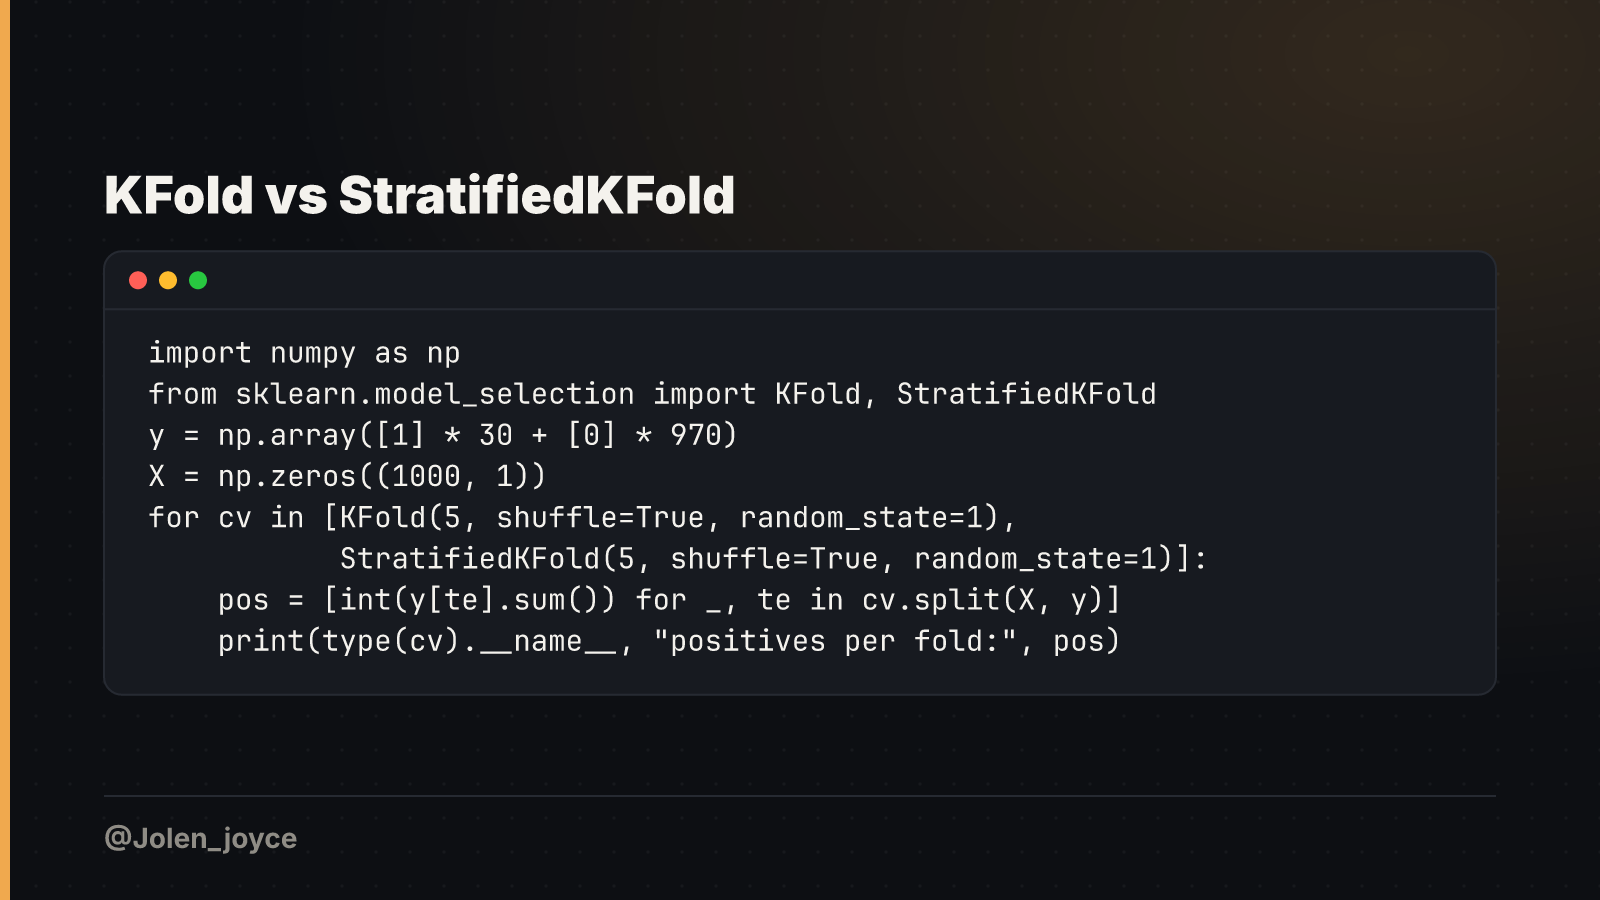 KFold vs StratifiedKFold
import numpy as np
from sklearn.model_selection import KFold, StratifiedKFold
y = np.array([1] * 30 + [0] * 970)
X = np.zeros((1000, 1))
for cv in [KFold(5, shuffle=True, random_state=1),
           StratifiedKFold(5, shuffle=True, random_state=1)]:
    pos = [int(y[te].sum()) for _, te in cv.split(X, y)]
    print(type(cv).__name__, "positives per fold:", pos)
@Jolen_joyce